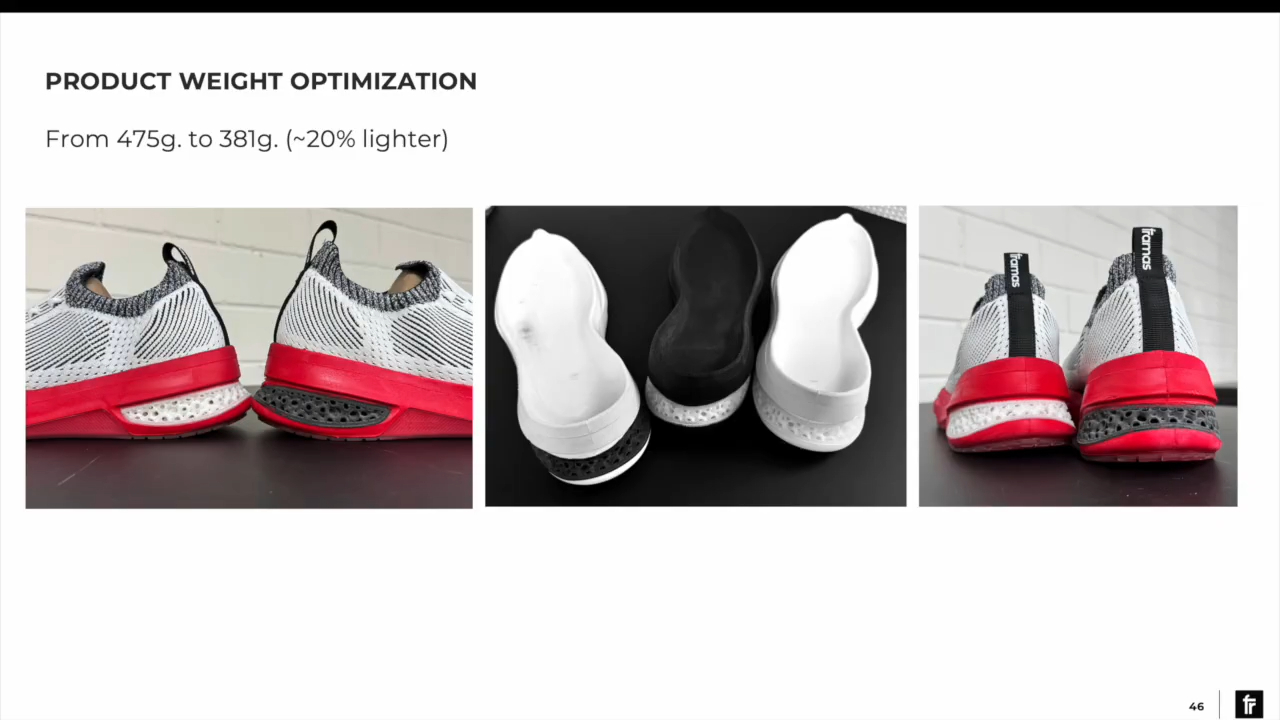 PRODUCT WEIGHT OPTIMIZATION
From 475g. to 381g. (~20% lighter)
framas
framas
46
fr